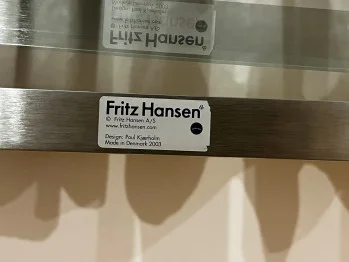 Fritz Hansen
Fritz Hansen
© Fritz Hansen A/S
www.fritzhansen.com
Design: Poul Kjærholm
Made in Denmark 2003